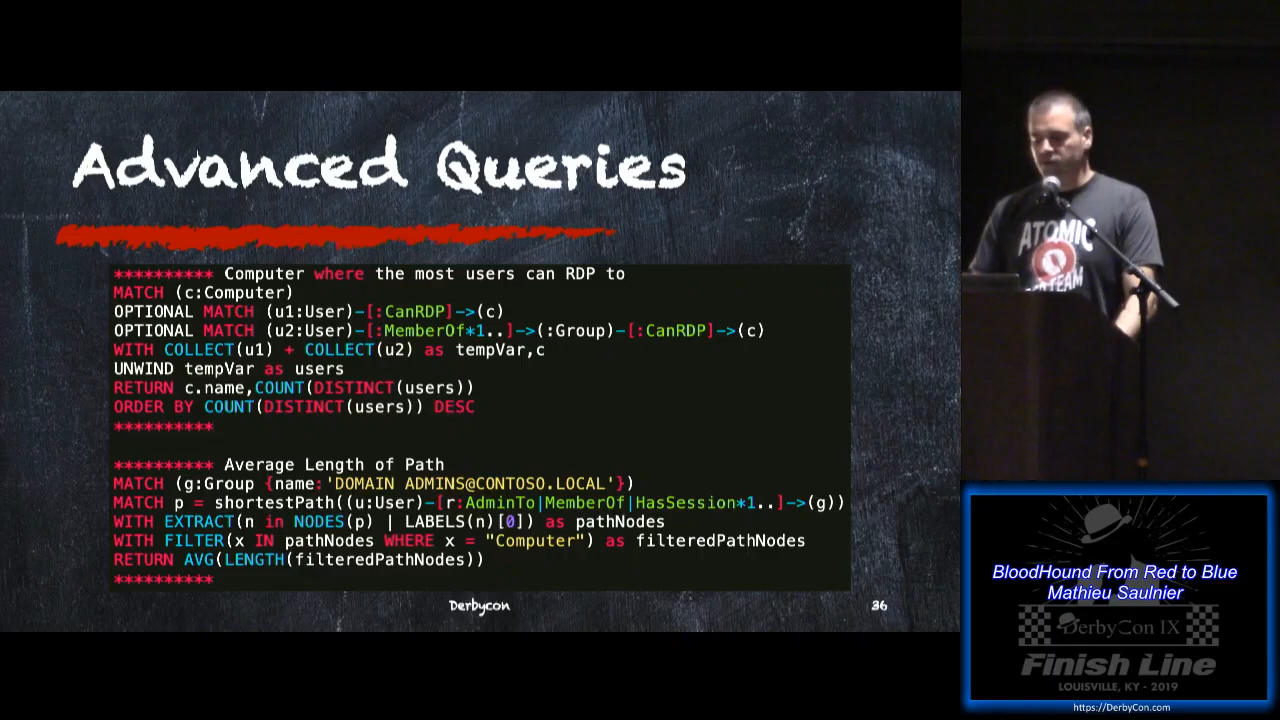 Advanced Queries
********** Computer where the most users can RDP to
MATCH (c:Computer)
OPTIONAL MATCH (u1:User)-[:CanRDP]->(c)
OPTIONAL MATCH (u2:User)-[:MemberOf*1..]->(:Group)-[:CanRDP]->(c)
WITH COLLECT(u1) + COLLECT(u2) as tempVar,c
UNWIND tempVar as users
RETURN c.name,COUNT(DISTINCT(users))
ORDER BY COUNT(DISTINCT(users)) DESC
**********
********** Average Length of Path
MATCH (g:Group {name:'DOMAIN ADMINS@CONTOSO.LOCAL'})
MATCH p = shortestPath((u:User)-[r:AdminTo|MemberOf|HasSession*1..]->(g))
WITH EXTRACT(n in NODES(p) | LABELS(n)[0]) as pathNodes
WITH FILTER(x IN pathNodes WHERE x = "Computer") as filteredPathNodes
RETURN AVG(LENGTH(filteredPathNodes))
**********
Derbycon
36
ATOMIC
TEAM
BloodHound From Red to Blue
Mathieu Saulnier
DerbyCon IX
Finish Line
LOUISVILLE, KY - 2019
https://DerbyCon.com